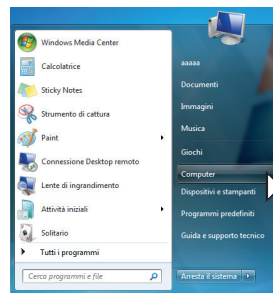 Windows Media Center
Calcolatrice
Sticky Notes
Strumento di cattura
Paint
Connessione Desktop remoto
Lente di ingrandimento
Attività iniziali
Solitario
Tutti i programmi
Cerca programmi e file
aaaaa
Documenti
Immagini
Musica
Giochi
Computer
Dispositivi e stampanti
Programmi predefiniti
Guida e supporto tecnico
Arresta il sistema